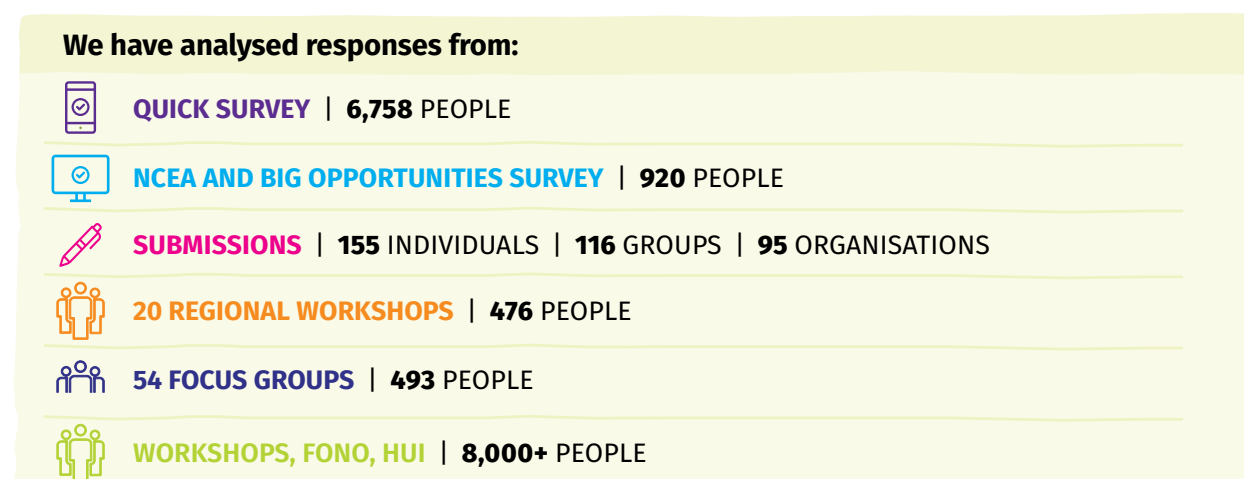 We have analysed responses from:
QUICK SURVEY | 6,758 PEOPLE
NCEA AND BIG OPPORTUNITIES SURVEY | 920 PEOPLE
SUBMISSIONS | 155 INDIVIDUALS | 116 GROUPS | 95 ORGANISATIONS
20 REGIONAL WORKSHOPS | 476 PEOPLE
54 FOCUS GROUPS | 493 PEOPLE
WORKSHOPS, FONO, HUI | 8,000+ PEOPLE